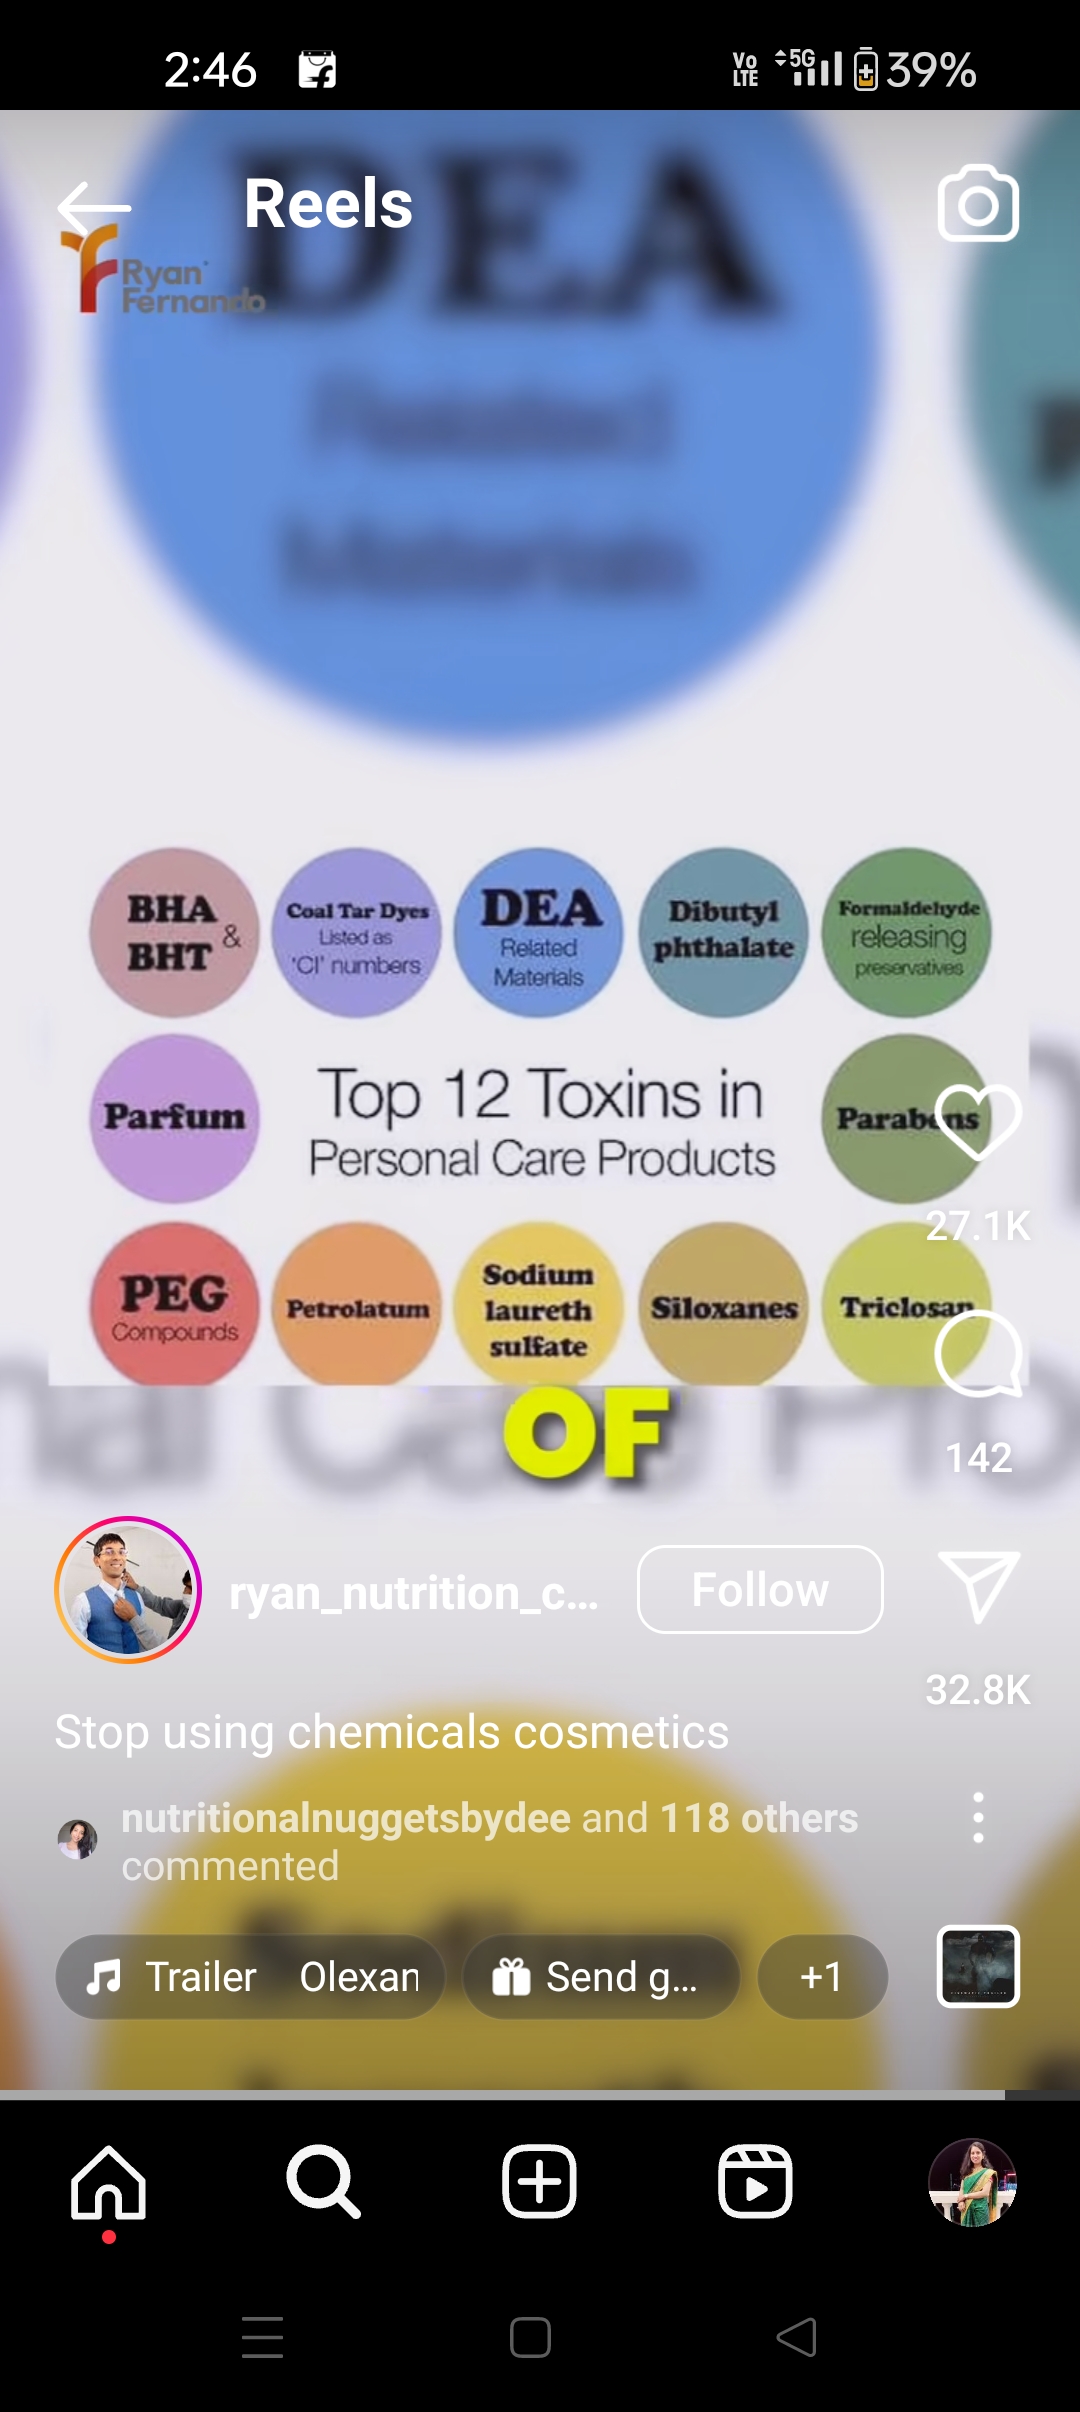 2:46
Vo
LTE
5G
39%
DEA
Related
Materials
Reels
Ryan
Fernando
BHA
&
BHT
Coal Tar Dyes
Listed as
'CI' numbers
DEA
Related
Materials
Dibutyl
phthalate
Formaldehyde
releasing
preservatives
Parfum
Top 12 Toxins in
Personal Care Products
Parabens
27.1K
PEG
Compounds
Petrolatum
Sodium
laureth
sulfate
Siloxanes
Triclosan
OF
142
ryan_nutrition_c...
Follow
32.8K
Stop using chemicals cosmetics
nutritionalnuggetsbydee and 118 others
commented
Trailer Olexan
Send g...
+1